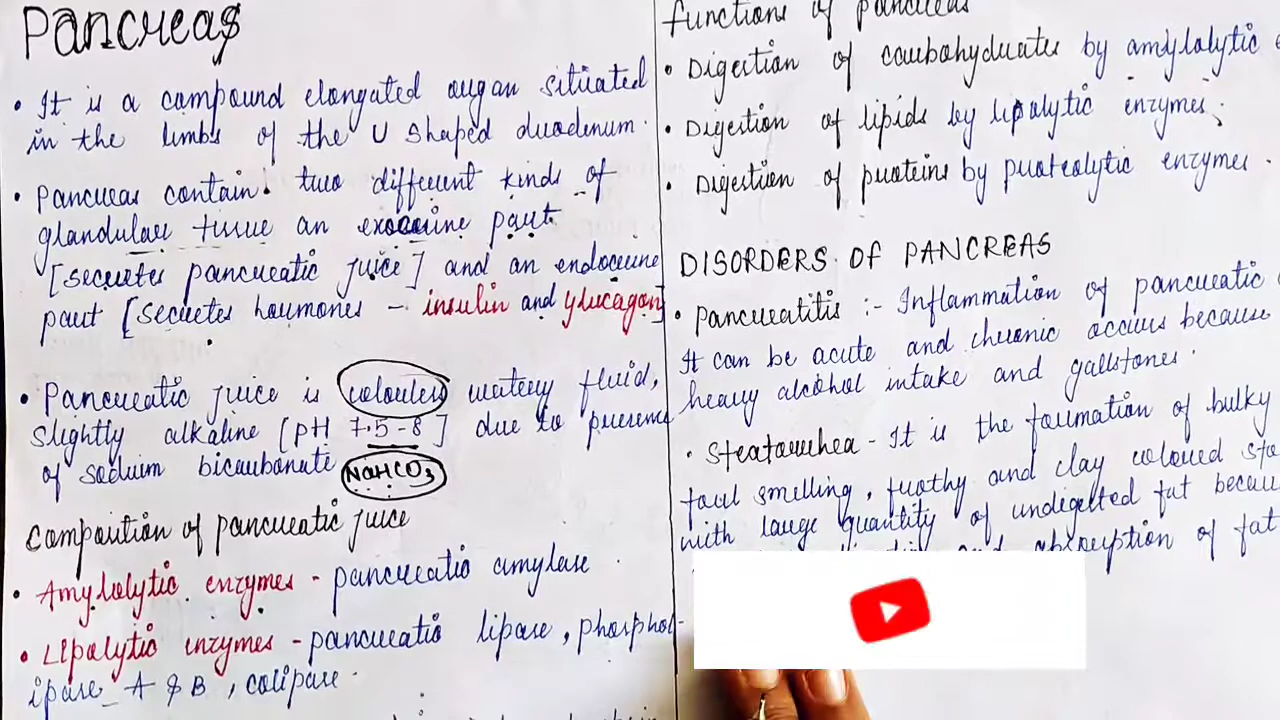 Pancreas
• It is a compound elongated organ situated
in the limbs of the U shaped duodenum.
• Pancreas contain two different kinds of
glandular tissue an exocrine part
[secretes pancreatic juice] and an endocrine
part [secretes hormones - insulin and glucagon]
• Pancreatic juice is colourless watery fluid,
slightly alkaline [pH 7.5-8] due to presence
of sodium bicarbonate NaHCO3
Composition of pancreatic juice
• Amylolytic enzymes - pancreatic amylase
• Lipolytic enzymes - pancreatic lipase, phosphol-
ipase A & B, colipase.
functions of pancreas
• Digestion of carbohydrates by amylolytic
• Digestion of lipids by lipolytic enzymes.
• Digestion of proteins by proteolytic enzymes.
DISORDERS OF PANCREAS
• Pancreatitis :- Inflammation of pancreatic
It can be acute and chronic occurs because
heavy alcohol intake and gallstones.
• Steatorrhea - It is the formation of bulky
foul smelling, frothy and clay coloured sto
with large quantity of undigested fat becau
and absorption of fat